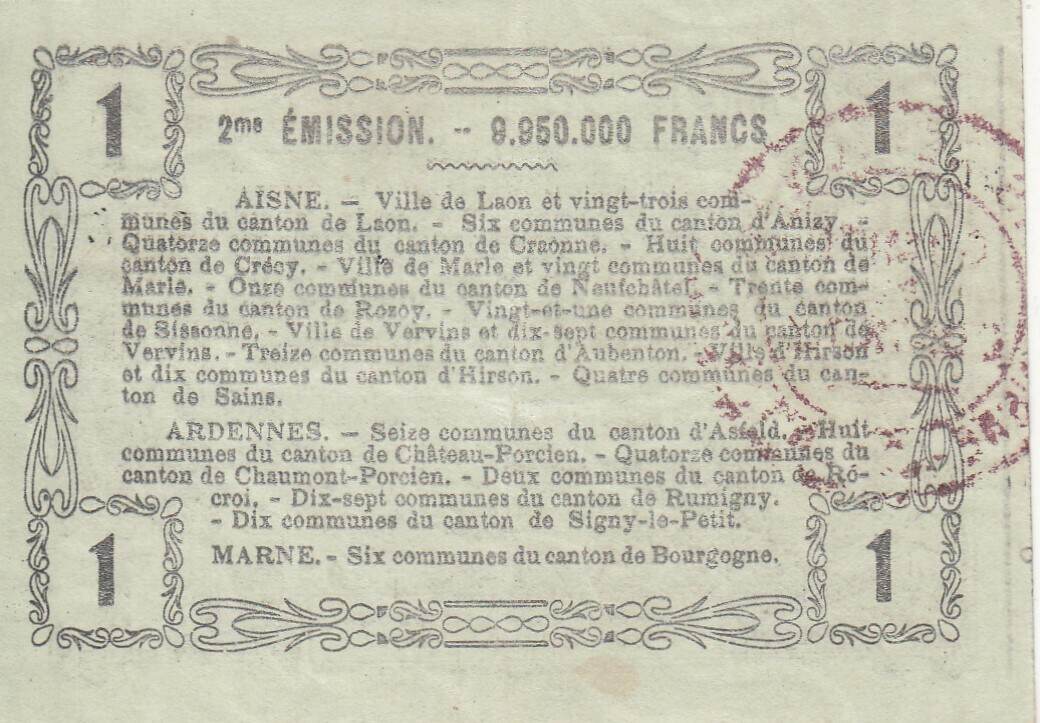 1 1
2me ÉMISSION. -- 9.950.000 FRANCS
AISNE. — Ville de Laon et vingt-trois com-
munes du canton de Laon. - Six communes du canton d'Anizy -
Quatorze communes du canton de Craonne. - Huit communes du
canton de Crécy. - Ville de Marle et vingt communes du canton de
Marle. - Onze communes du canton de Neufchâtel. - Trente com-
munes du canton de Rozoy. - Vingt-et-une communes du canton
de Sissonne. - Ville de Vervins et dix-sept communes du canton de
Vervins. - Treize communes du canton d'Aubenton. - Ville d'Hirson
et dix communes du canton d'Hirson. - Quatre communes du can-
ton de Sains.
ARDENNES. — Seize communes du canton d'Asfeld. - Huit
communes du canton de Château-Porcien. - Quatorze communes du
canton de Chaumont-Porcien. - Deux communes du canton de Ro-
croi. - Dix-sept communes du canton de Rumigny.
- Dix communes du canton de Signy-le-Petit.
MARNE. - Six communes du canton de Bourgogne.
1 1